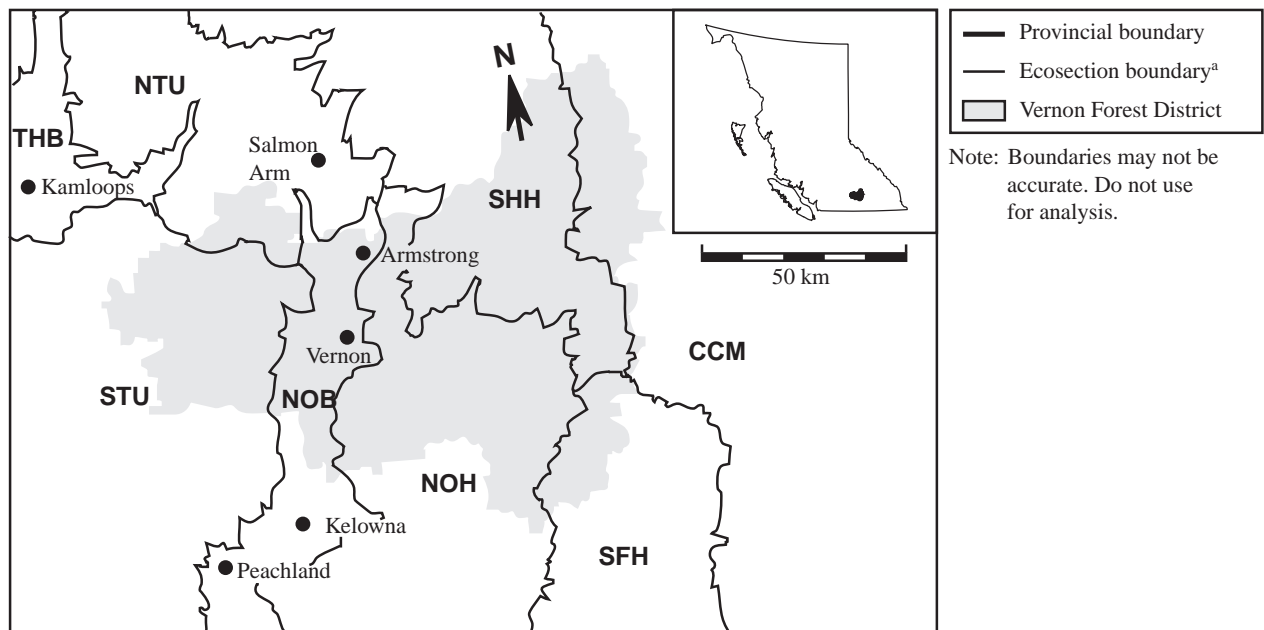 N
NTU
THB
Salmon
Arm
Kamloops
SHH
Armstrong
Vernon
CCM
STU
NOB
NOH
Kelowna
SFH
Peachland
50 km
Provincial boundary
Ecosection boundaryᵃ
Vernon Forest District
Note: Boundaries may not be
accurate. Do not use
for analysis.